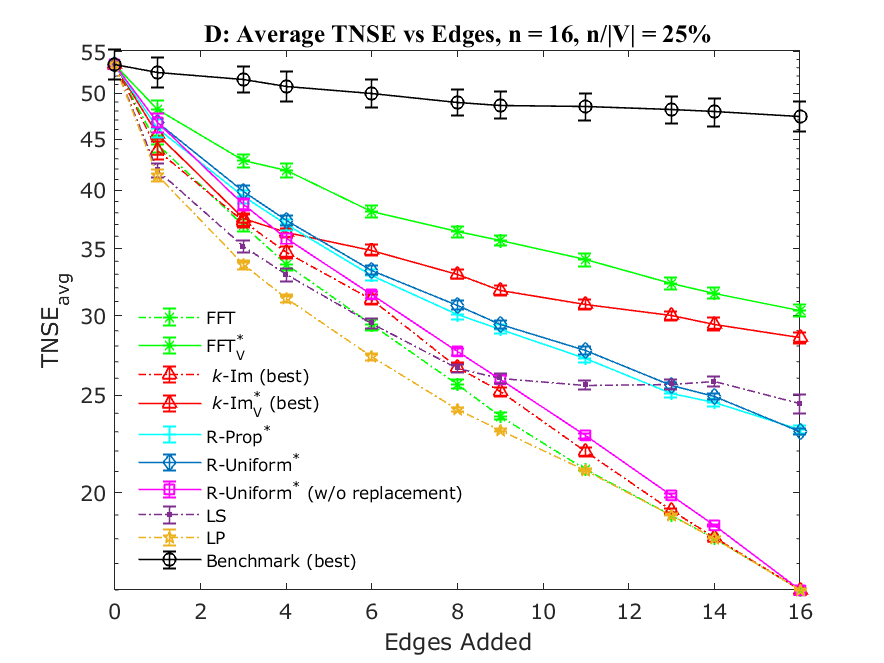 D: Average TNSE vs Edges, n = 16, n/|V| = 25%
55
50
45
40
35
30
25
20
TNSE_avg
FFT
FFT*_V
k-Im (best)
k-Im*_V (best)
R-Prop*
R-Uniform*
R-Uniform* (w/o replacement)
LS
LP
Benchmark (best)
0 2 4 6 8 10 12 14 16
Edges Added